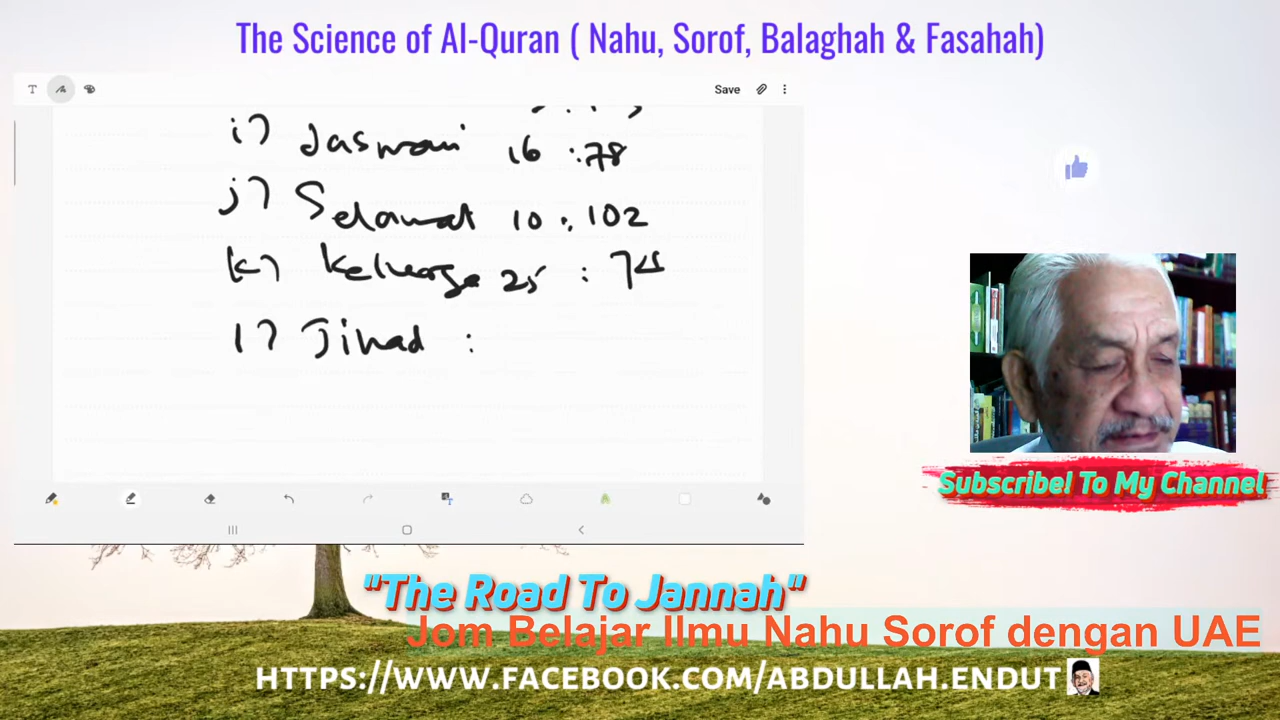 The Science of Al-Quran ( Nahu, Sorof, Balaghah & Fasahah)
T
Save
i) Jasmani 16 : 78
j) Selamat 10 : 102
k) Keluarga 25 : 74
l) Jihad :
Subscribe! To My Channel
"The Road To Jannah"
Jom Belajar Ilmu Nahu Sorof dengan UAE
HTTPS://WWW.FACEBOOK.COM/ABDULLAH.ENDUT